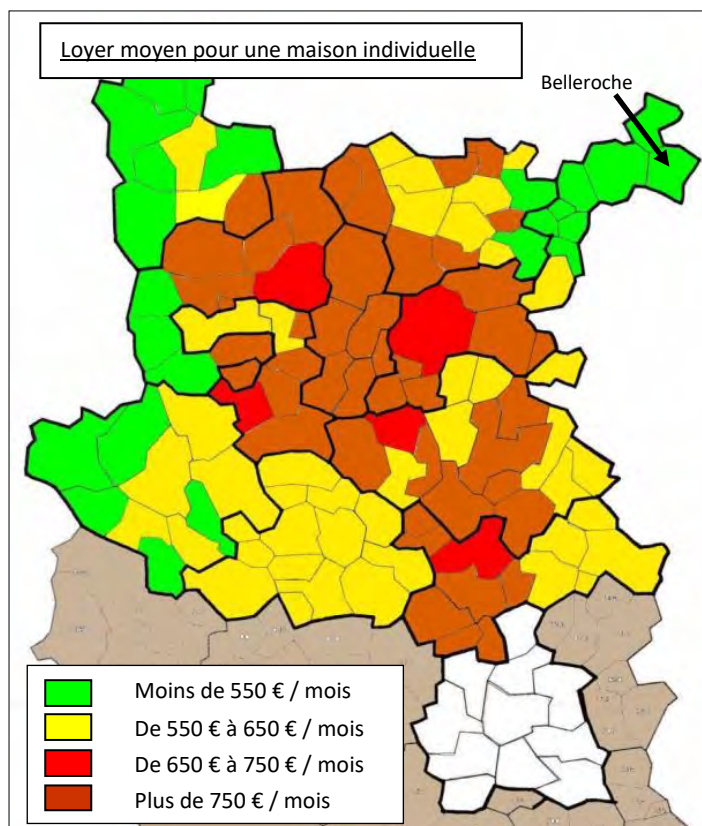 Loyer moyen pour une maison individuelle
Belleroche
Moins de 550 € / mois
De 550 € à 650 € / mois
De 650 € à 750 € / mois
Plus de 750 € / mois